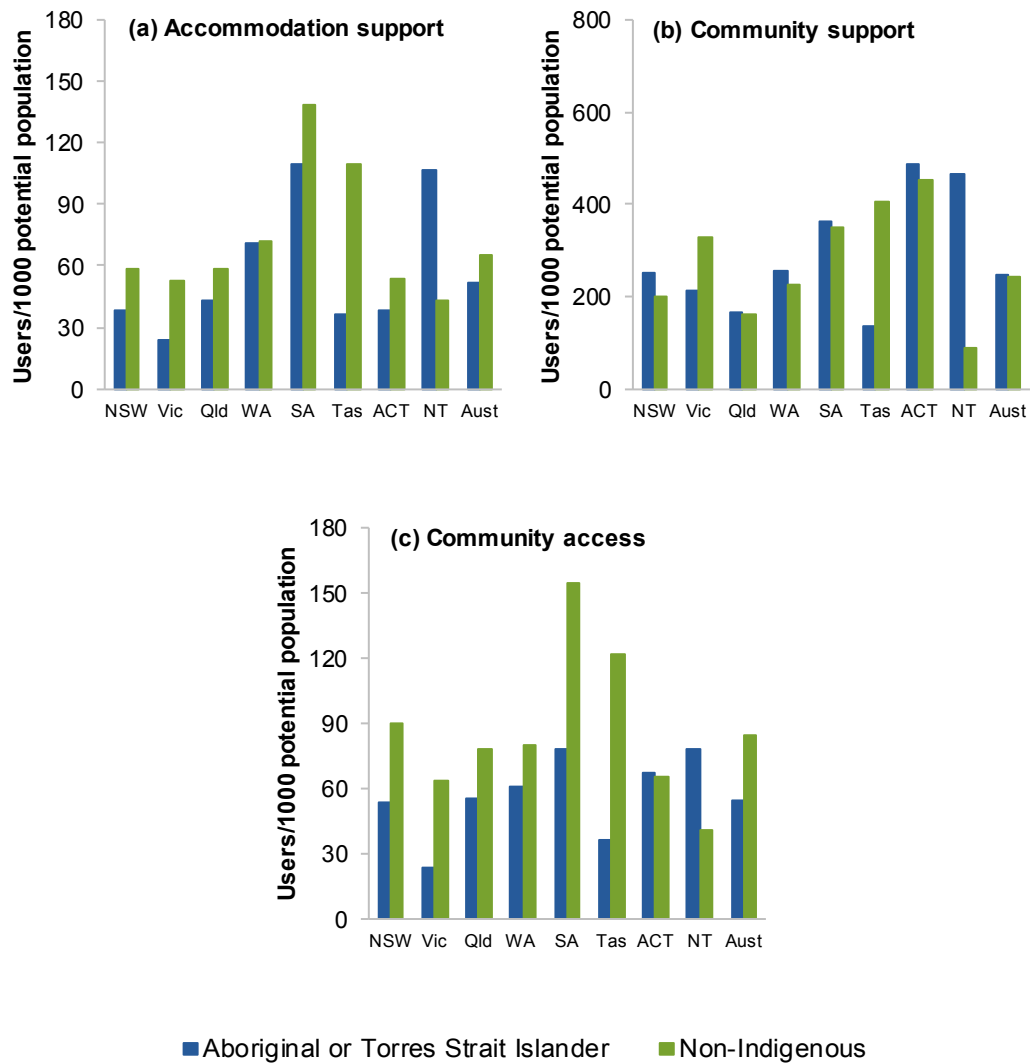 (a) Accommodation support
Users/1000 potential population
180
150
120
90
60
30
0
NSW Vic Qld WA SA Tas ACT NT Aust
(b) Community support
Users/1000 potential population
800
600
400
200
0
NSW Vic Qld WA SA Tas ACT NT Aust
(c) Community access
Users/1000 potential population
180
150
120
90
60
30
0
NSW Vic Qld WA SA Tas ACT NT Aust
Aboriginal or Torres Strait Islander Non-Indigenous